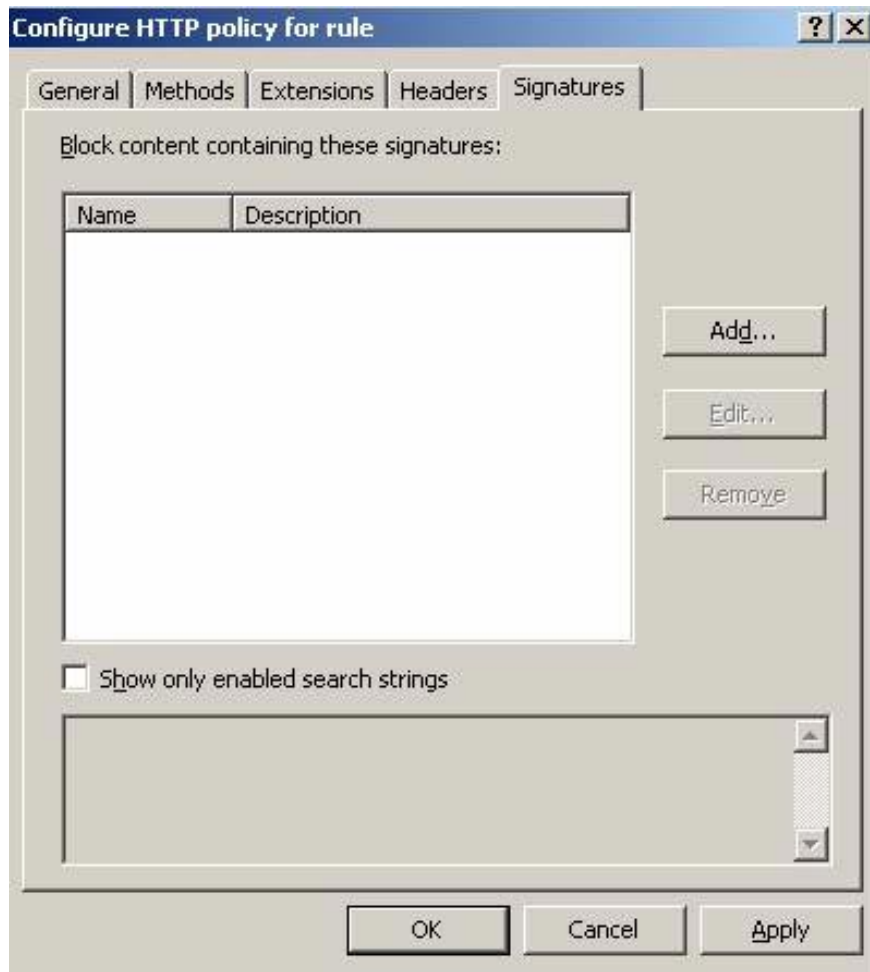 Configure HTTP policy for rule
General Methods Extensions Headers Signatures
Block content containing these signatures:
Name Description
Add...
Edit...
Remove
Show only enabled search strings
OK Cancel Apply